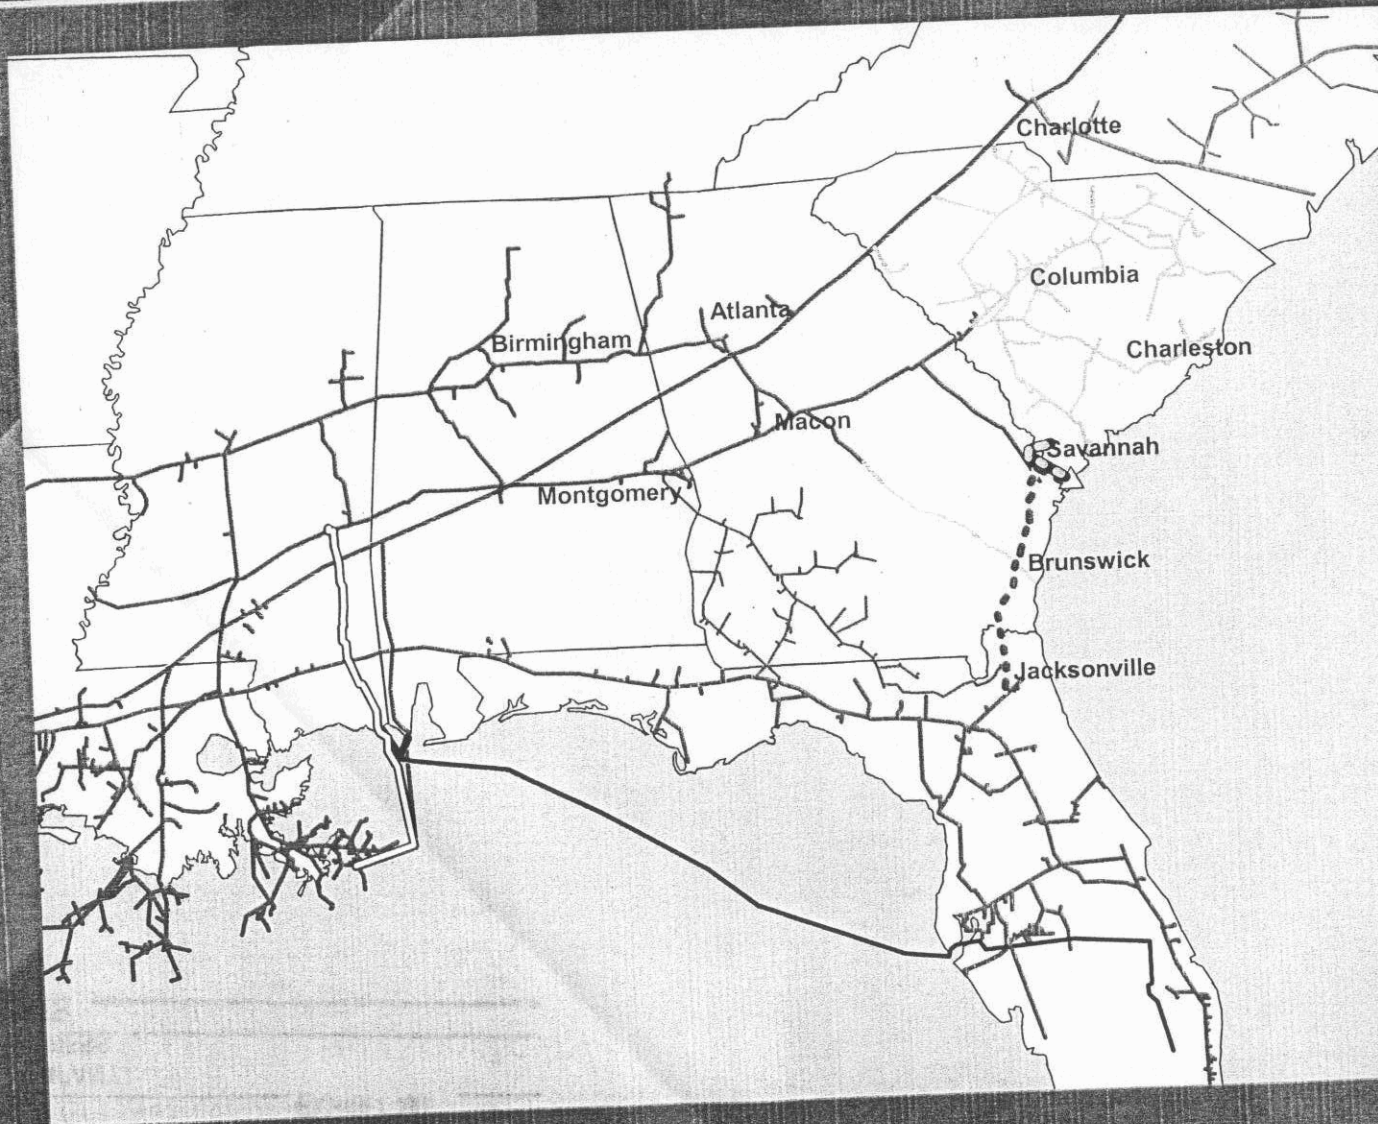 Charlotte
Columbia
Atlanta
Birmingham
Charleston
Macon
Savannah
Montgomery
Brunswick
Jacksonville